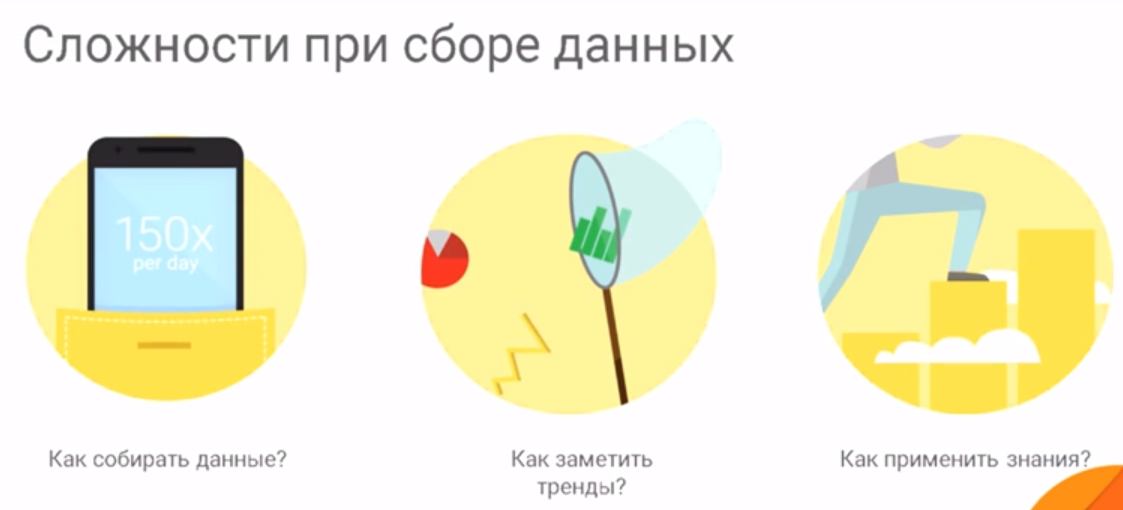 Сложности при сборе данных
150x
per day
Как собирать данные?
Как заметить
тренды?
Как применить знания?